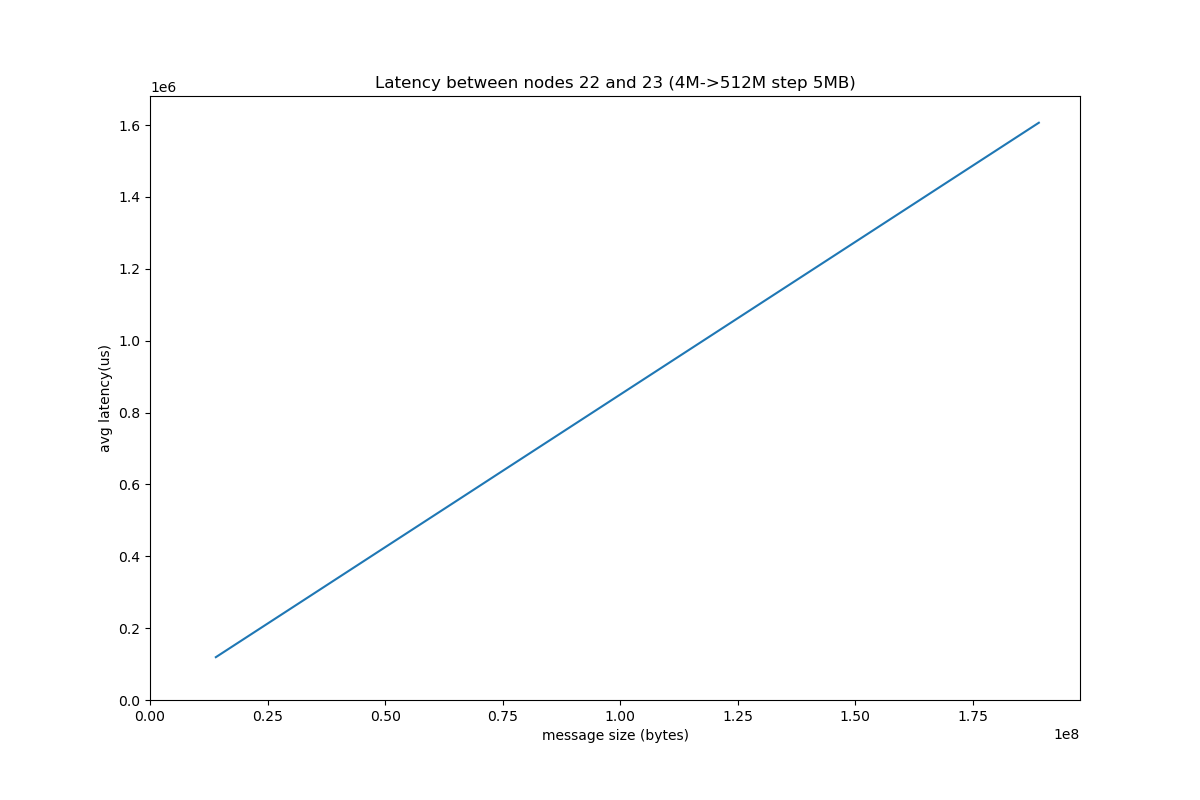 Latency between nodes 22 and 23 (4M->512M step 5MB)
1e6
1.6
1.4
1.2
1.0
0.8
0.6
0.4
0.2
0.0
avg latency(us)
0.00 0.25 0.50 0.75 1.00 1.25 1.50 1.75
message size (bytes)
1e8